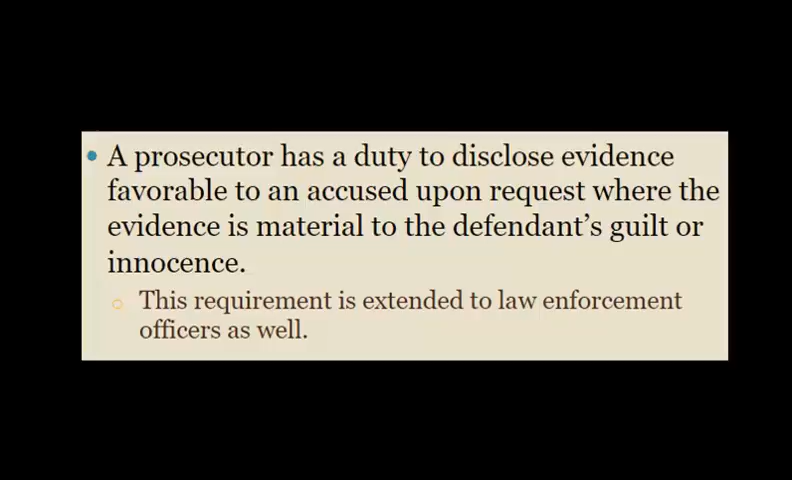 • A prosecutor has a duty to disclose evidence
favorable to an accused upon request where the
evidence is material to the defendant’s guilt or
innocence.
○ This requirement is extended to law enforcement
officers as well.